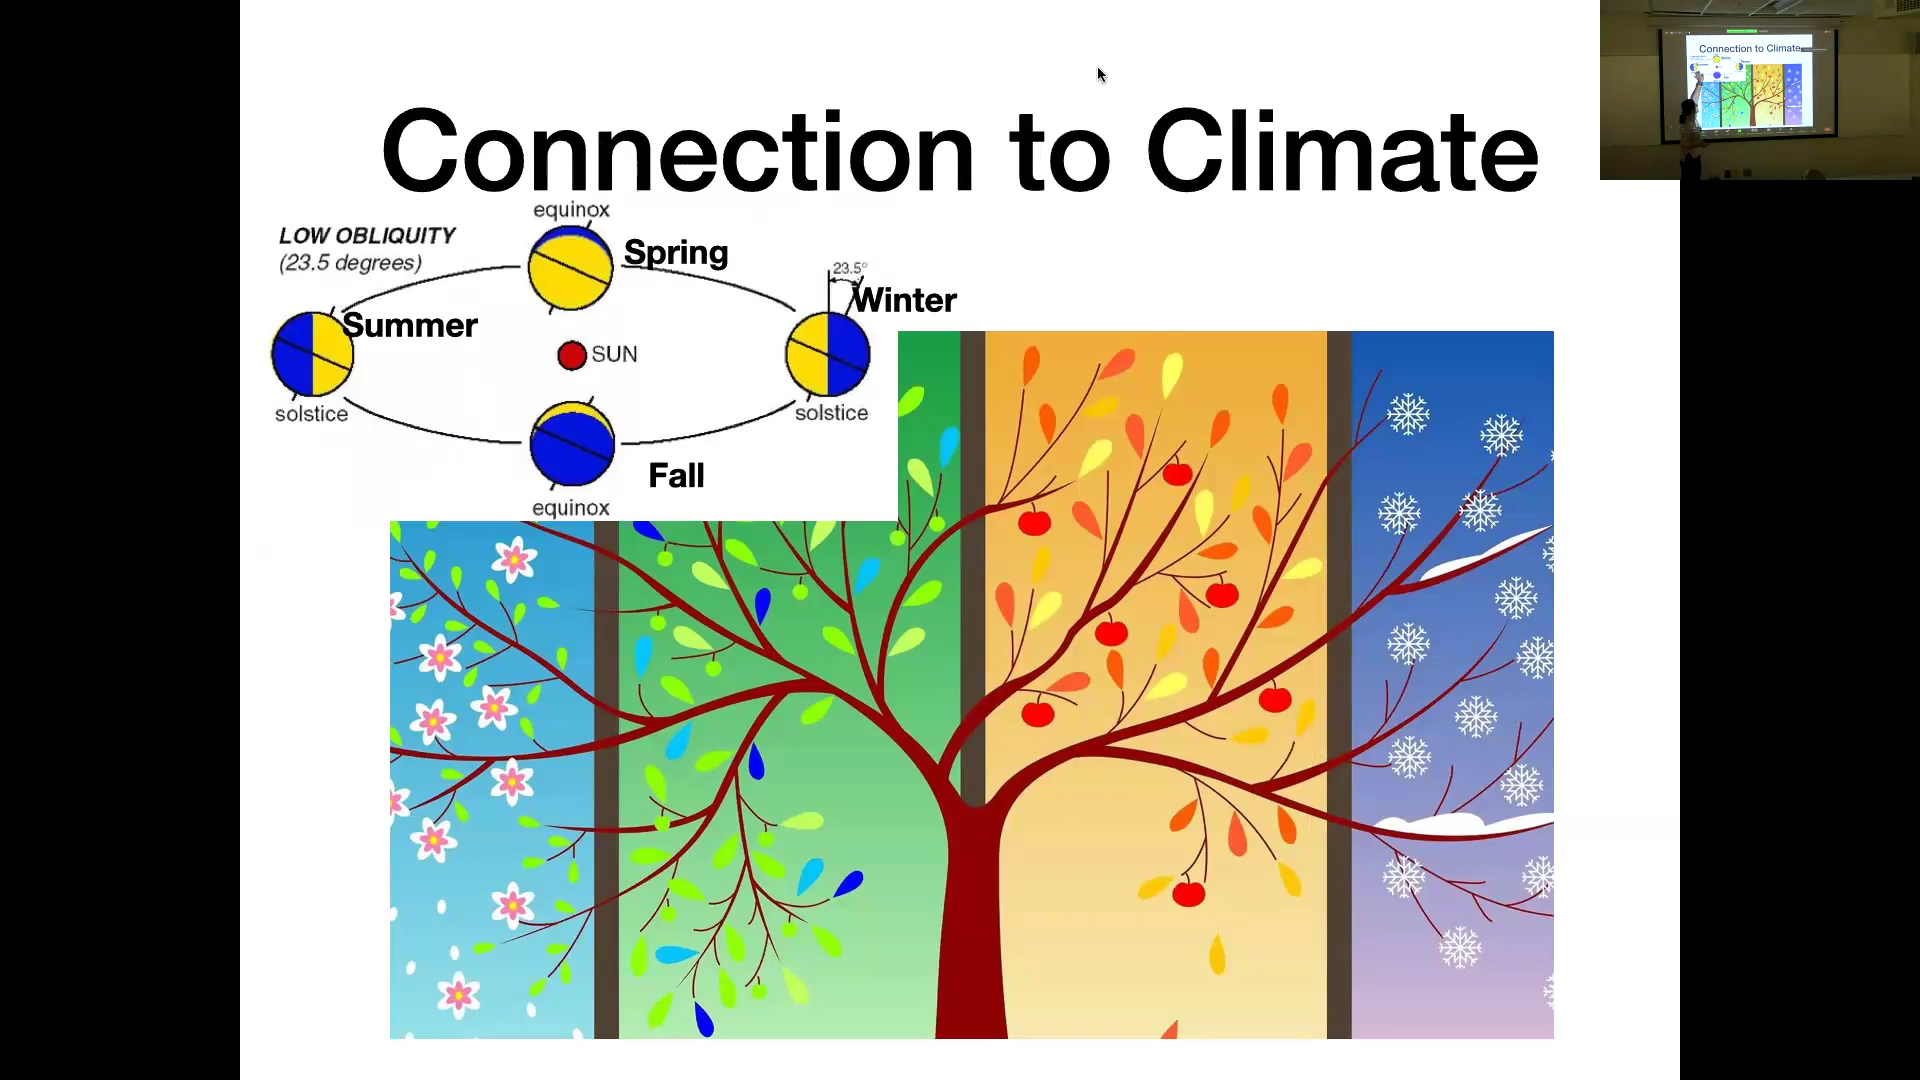 Connection to Climate
equinox
LOW OBLIQUITY
(23.5 degrees)
Spring
23.5°
Winter
Summer
SUN
solstice
solstice
Fall
equinox
Connection to Climate